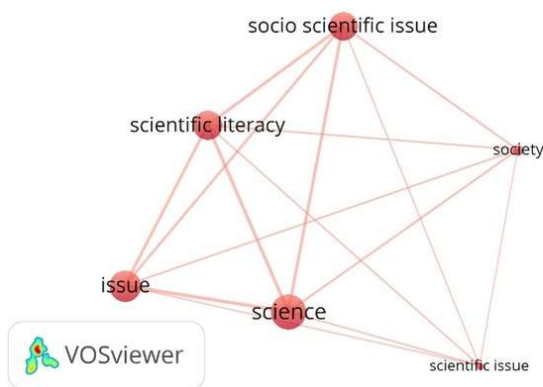 socio scientific issue
scientific literacy
society
issue
science
scientific issue
VOSviewer